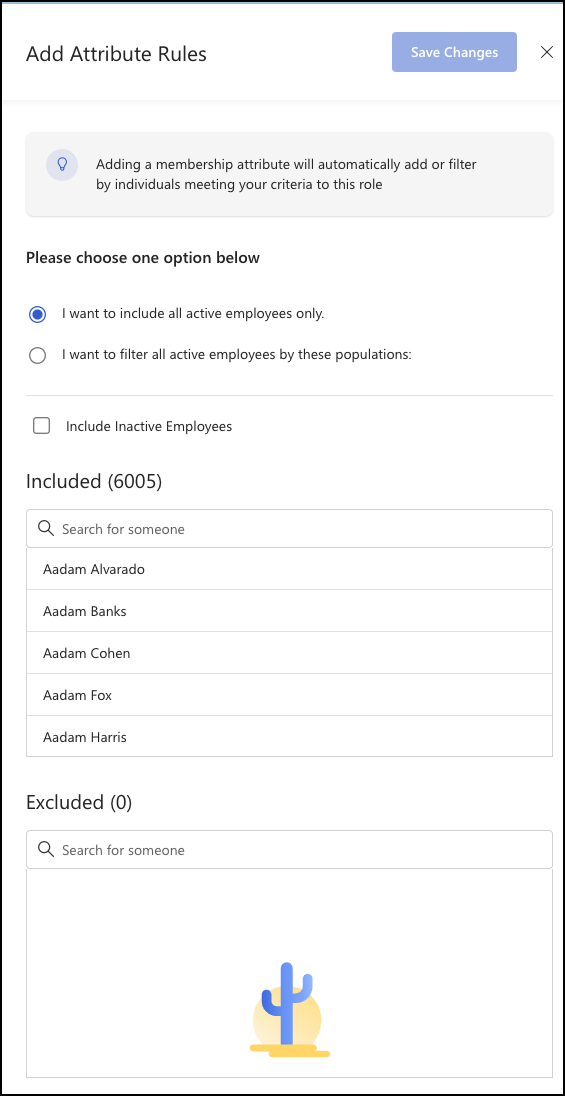 Add Attribute Rules
Save Changes
Adding a membership attribute will automatically add or filter
by individuals meeting your criteria to this role
Please choose one option below
I want to include all active employees only.
I want to filter all active employees by these populations:
Include Inactive Employees
Included (6005)
Search for someone
Aadam Alvarado
Aadam Banks
Aadam Cohen
Aadam Fox
Aadam Harris
Excluded (0)
Search for someone